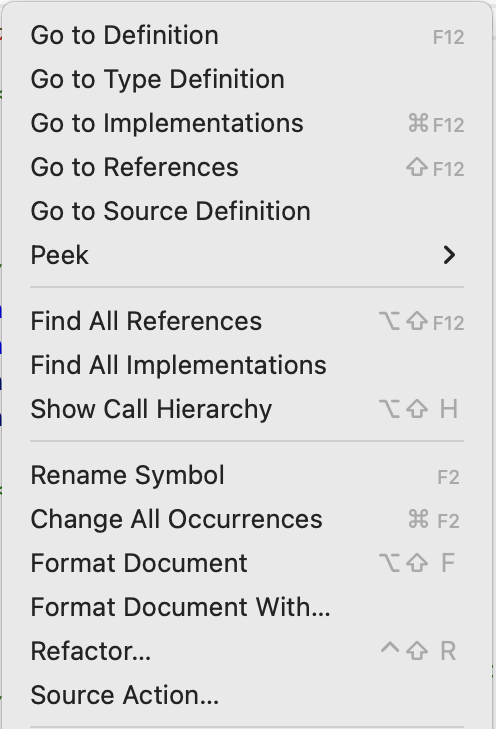 Go to Definition F12
Go to Type Definition
Go to Implementations ⌘F12
Go to References ⇧F12
Go to Source Definition
Peek
Find All References ⌥⇧F12
Find All Implementations
Show Call Hierarchy ⌥⇧ H
Rename Symbol F2
Change All Occurrences ⌘ F2
Format Document ⌥⇧ F
Format Document With...
Refactor... ^⇧ R
Source Action...